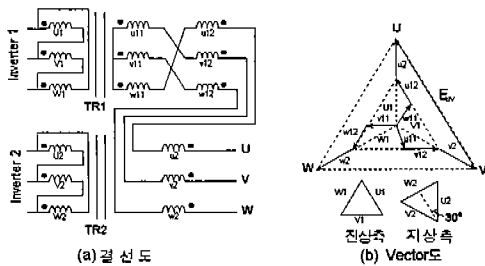 Inverter 1
U1
V1
W1
TR1
u11
v11
w11
u12
v12
w12
Inverter 2
U2
V2
W2
TR2
u2
v2
w2
U
V
W
(a) 결 선 도
U
u2
u12
E_UV
U1
v11
w11
w12
V1
W1
u11
v12
w2
v2
W
V
W1
U1
V1
진상측
W2
U2
V2
30°
지상측
(b) Vector도